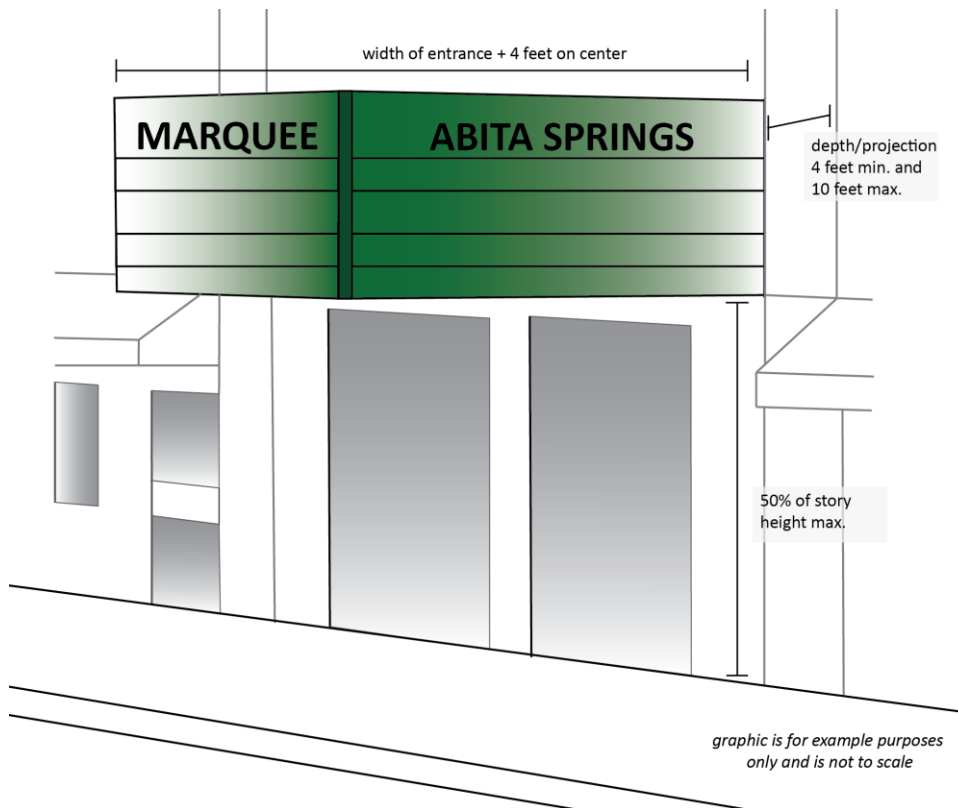 width of entrance + 4 feet on center
MARQUEE
ABITA SPRINGS
depth/projection
4 feet min. and
10 feet max.
50% of story
height max.
graphic is for example purposes
only and is not to scale